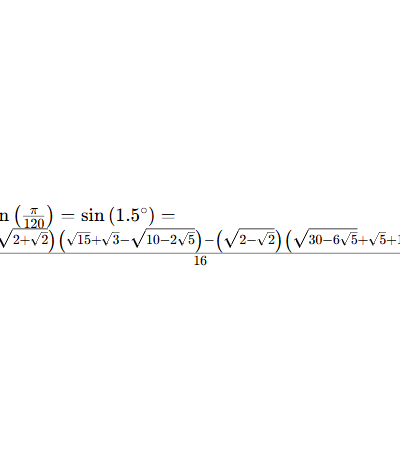 n (π/120) = sin (1.5°) =
√(2+√2)) (√15+√3−√(10−2√5))−(√(2−√2)) (√(30−6√5)+√5+1
16